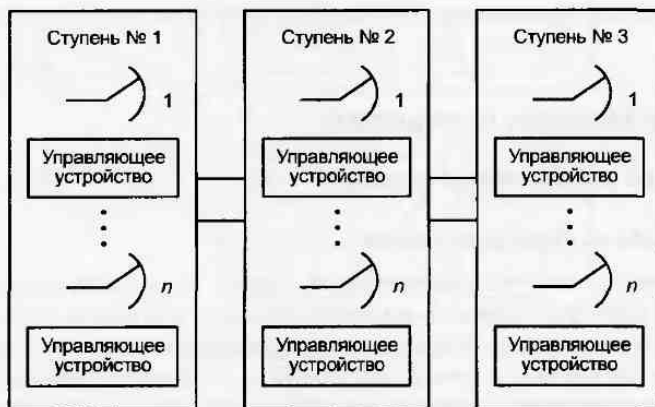 Ступень № 1
1
Управляющее
устройство
n
Управляющее
устройство
Ступень № 2
1
Управляющее
устройство
n
Управляющее
устройство
Ступень № 3
1
Управляющее
устройство
n
Управляющее
устройство